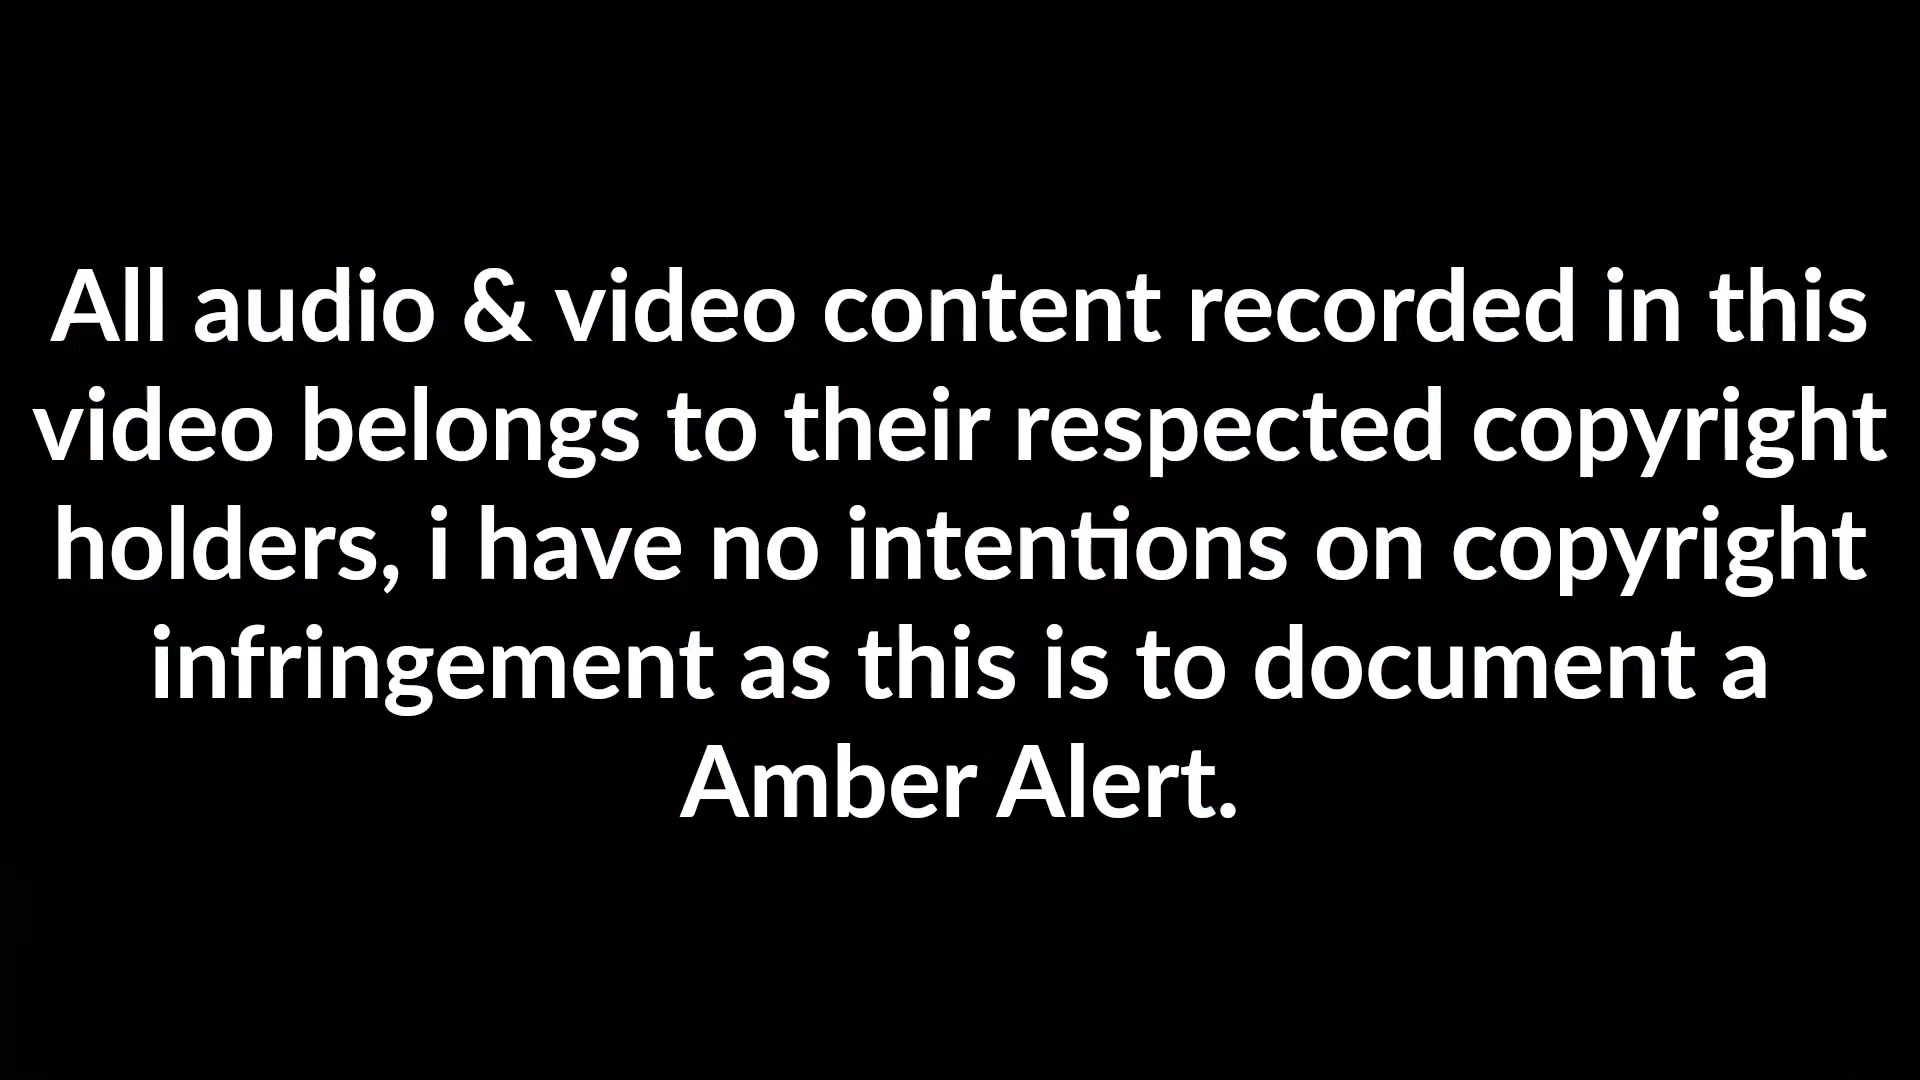 All audio & video content recorded in this
video belongs to their respected copyright
holders, i have no intentions on copyright
infringement as this is to document a
Amber Alert.